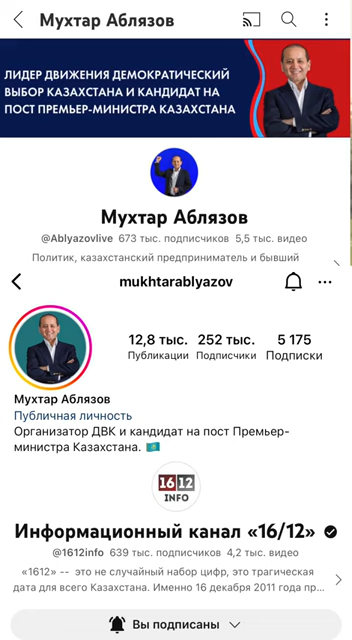 Мухтар Аблязов
ЛИДЕР ДВИЖЕНИЯ ДЕМОКРАТИЧЕСКИЙ
ВЫБОР КАЗАХСТАНА И КАНДИДАТ НА
ПОСТ ПРЕМЬЕР-МИНИСТРА КАЗАХСТАНА
Мухтар Аблязов
@Ablyazovlive 673 тыс. подписчиков 5,5 тыс. видео
Политик, казахстанский предприниматель и бывший
mukhtarablyazov
12,8 тыс. 252 тыс. 5 175
Публикации Подписчики Подписки
Мухтар Аблязов
Публичная личность
Организатор ДВК и кандидат на пост Премьер-
министра Казахстана. 🇰🇿
16 12
INFO
Информационный канал «16/12»
@1612info 639 тыс. подписчиков 4,2 тыс. видео
«1612» -- это не случайный набор цифр, это трагическая
дата для всего Казахстана. Именно 16 декабря 2011 года пр...
Вы подписаны